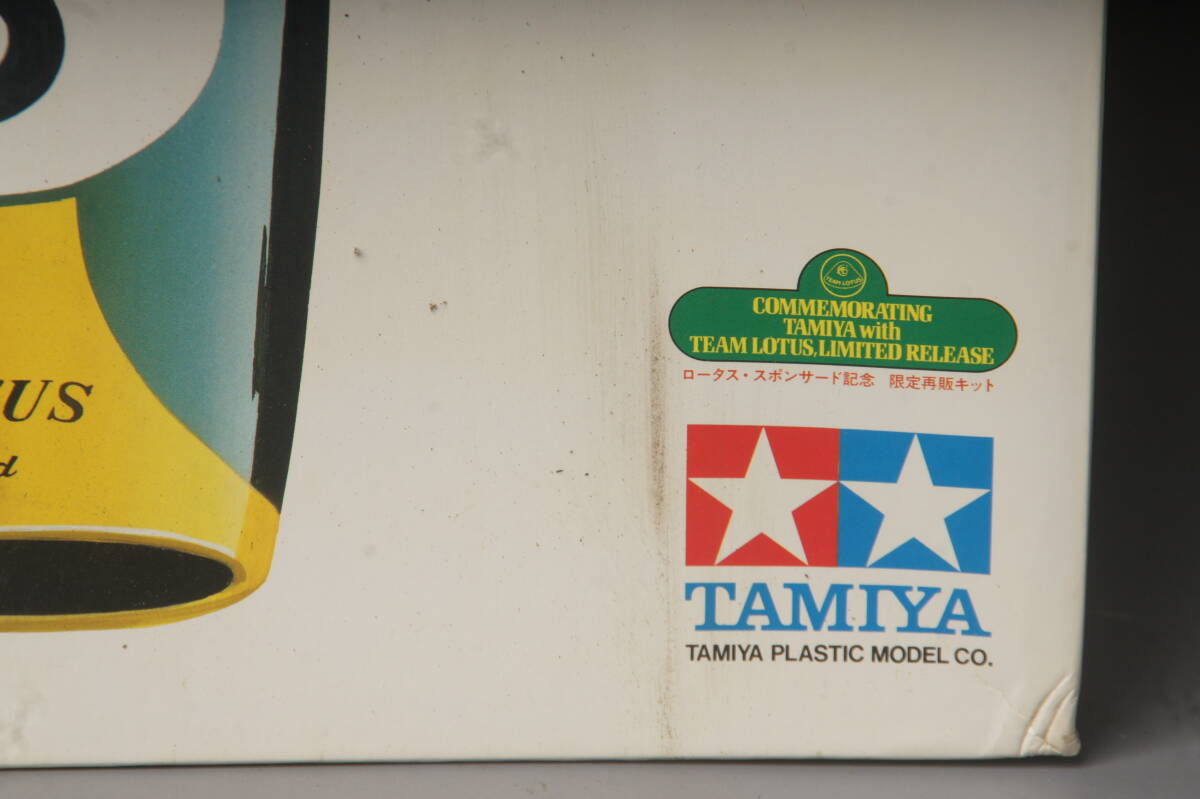 TEAM LOTUS
COMMEMORATING
TAMIYA with
TEAM LOTUS, LIMITED RELEASE
ロータス・スポンサード記念 限定再販キット
TAMIYA
TAMIYA PLASTIC MODEL CO.